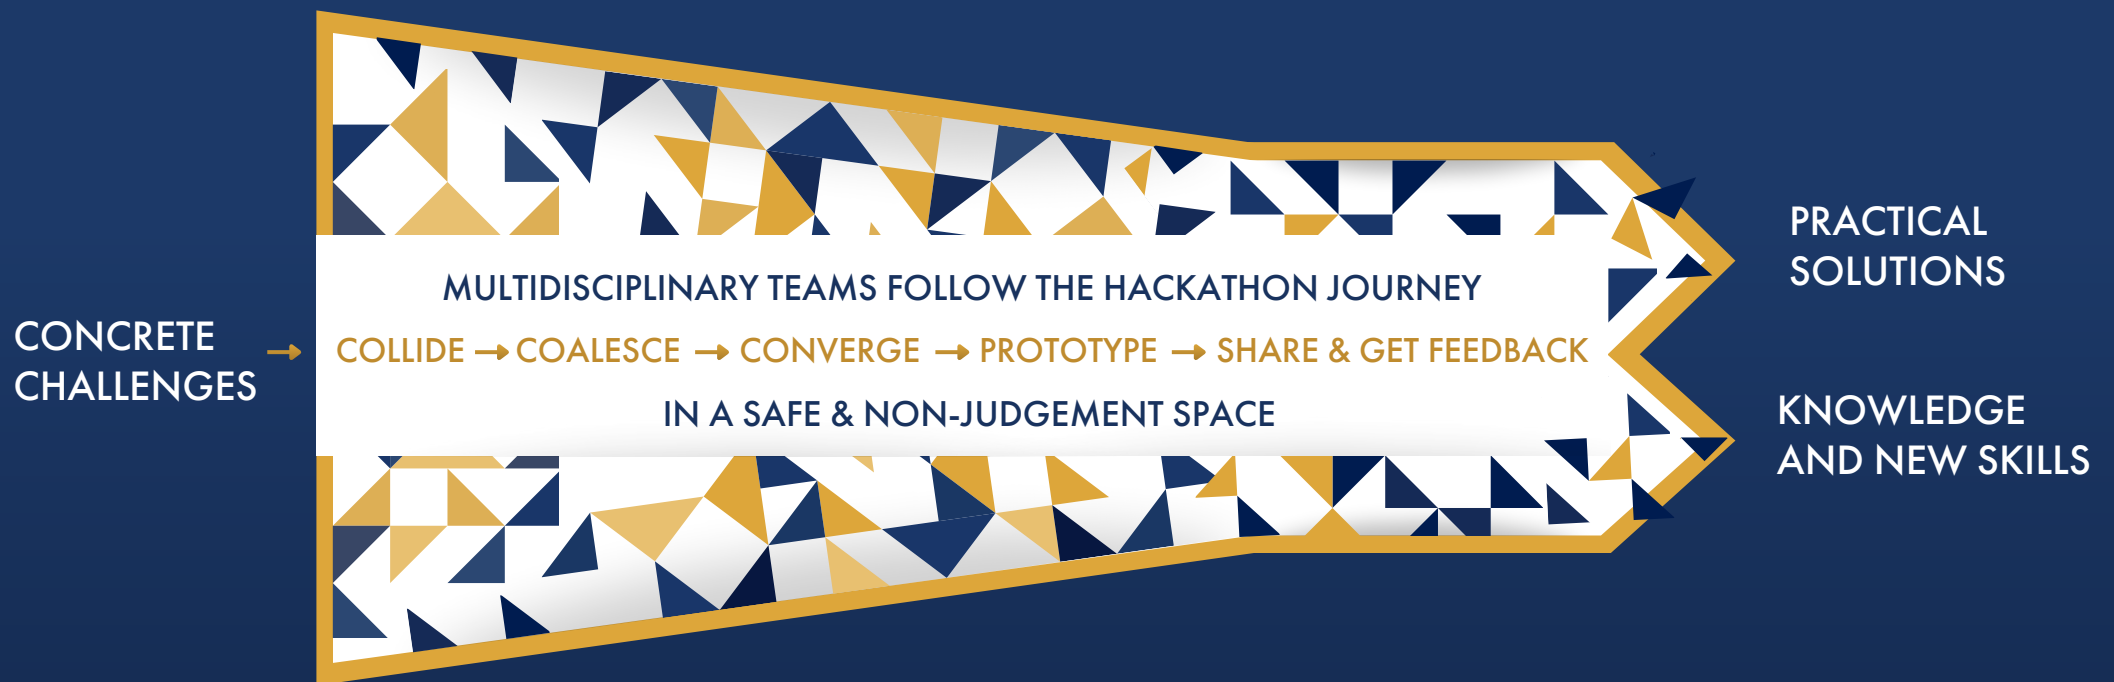 CONCRETE
CHALLENGES →
MULTIDISCIPLINARY TEAMS FOLLOW THE HACKATHON JOURNEY
COLLIDE → COALESCE → CONVERGE → PROTOTYPE → SHARE & GET FEEDBACK
IN A SAFE & NON-JUDGEMENT SPACE
PRACTICAL
SOLUTIONS
KNOWLEDGE
AND NEW SKILLS